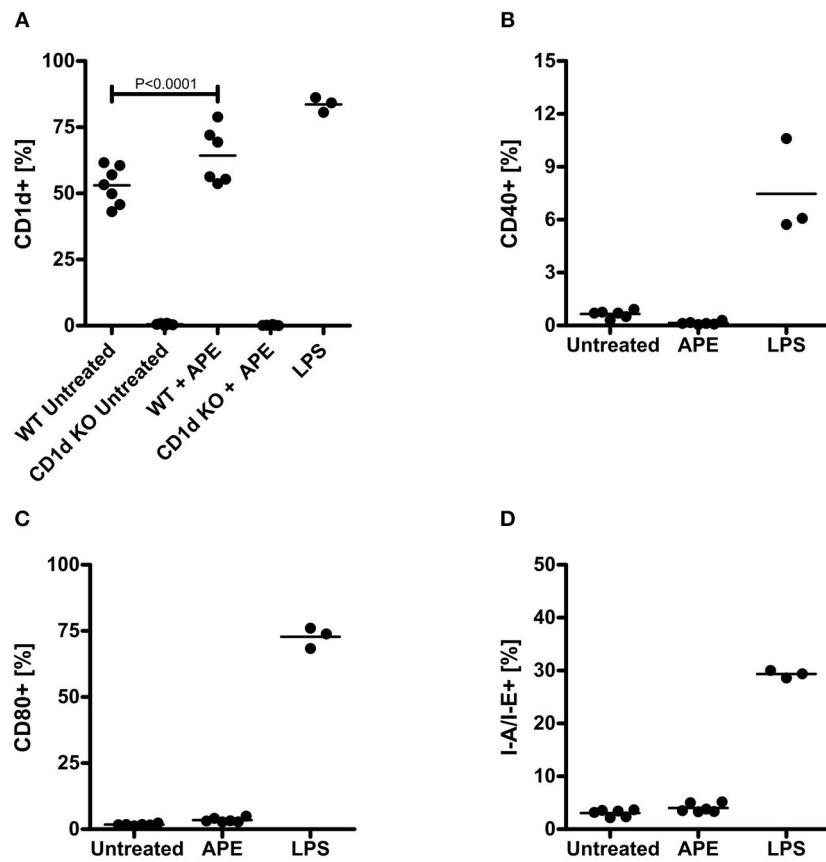 A
CD1d+ [%]
100
75
50
25
0
P<0.0001
WT Untreated
CD1d KO Untreated
WT + APE
CD1d KO + APE
LPS
B
CD40+ [%]
15
12
9
6
3
0
Untreated APE LPS
C
CD80+ [%]
100
75
50
25
0
Untreated APE LPS
D
I-A/I-E+ [%]
50
40
30
20
10
0
Untreated APE LPS